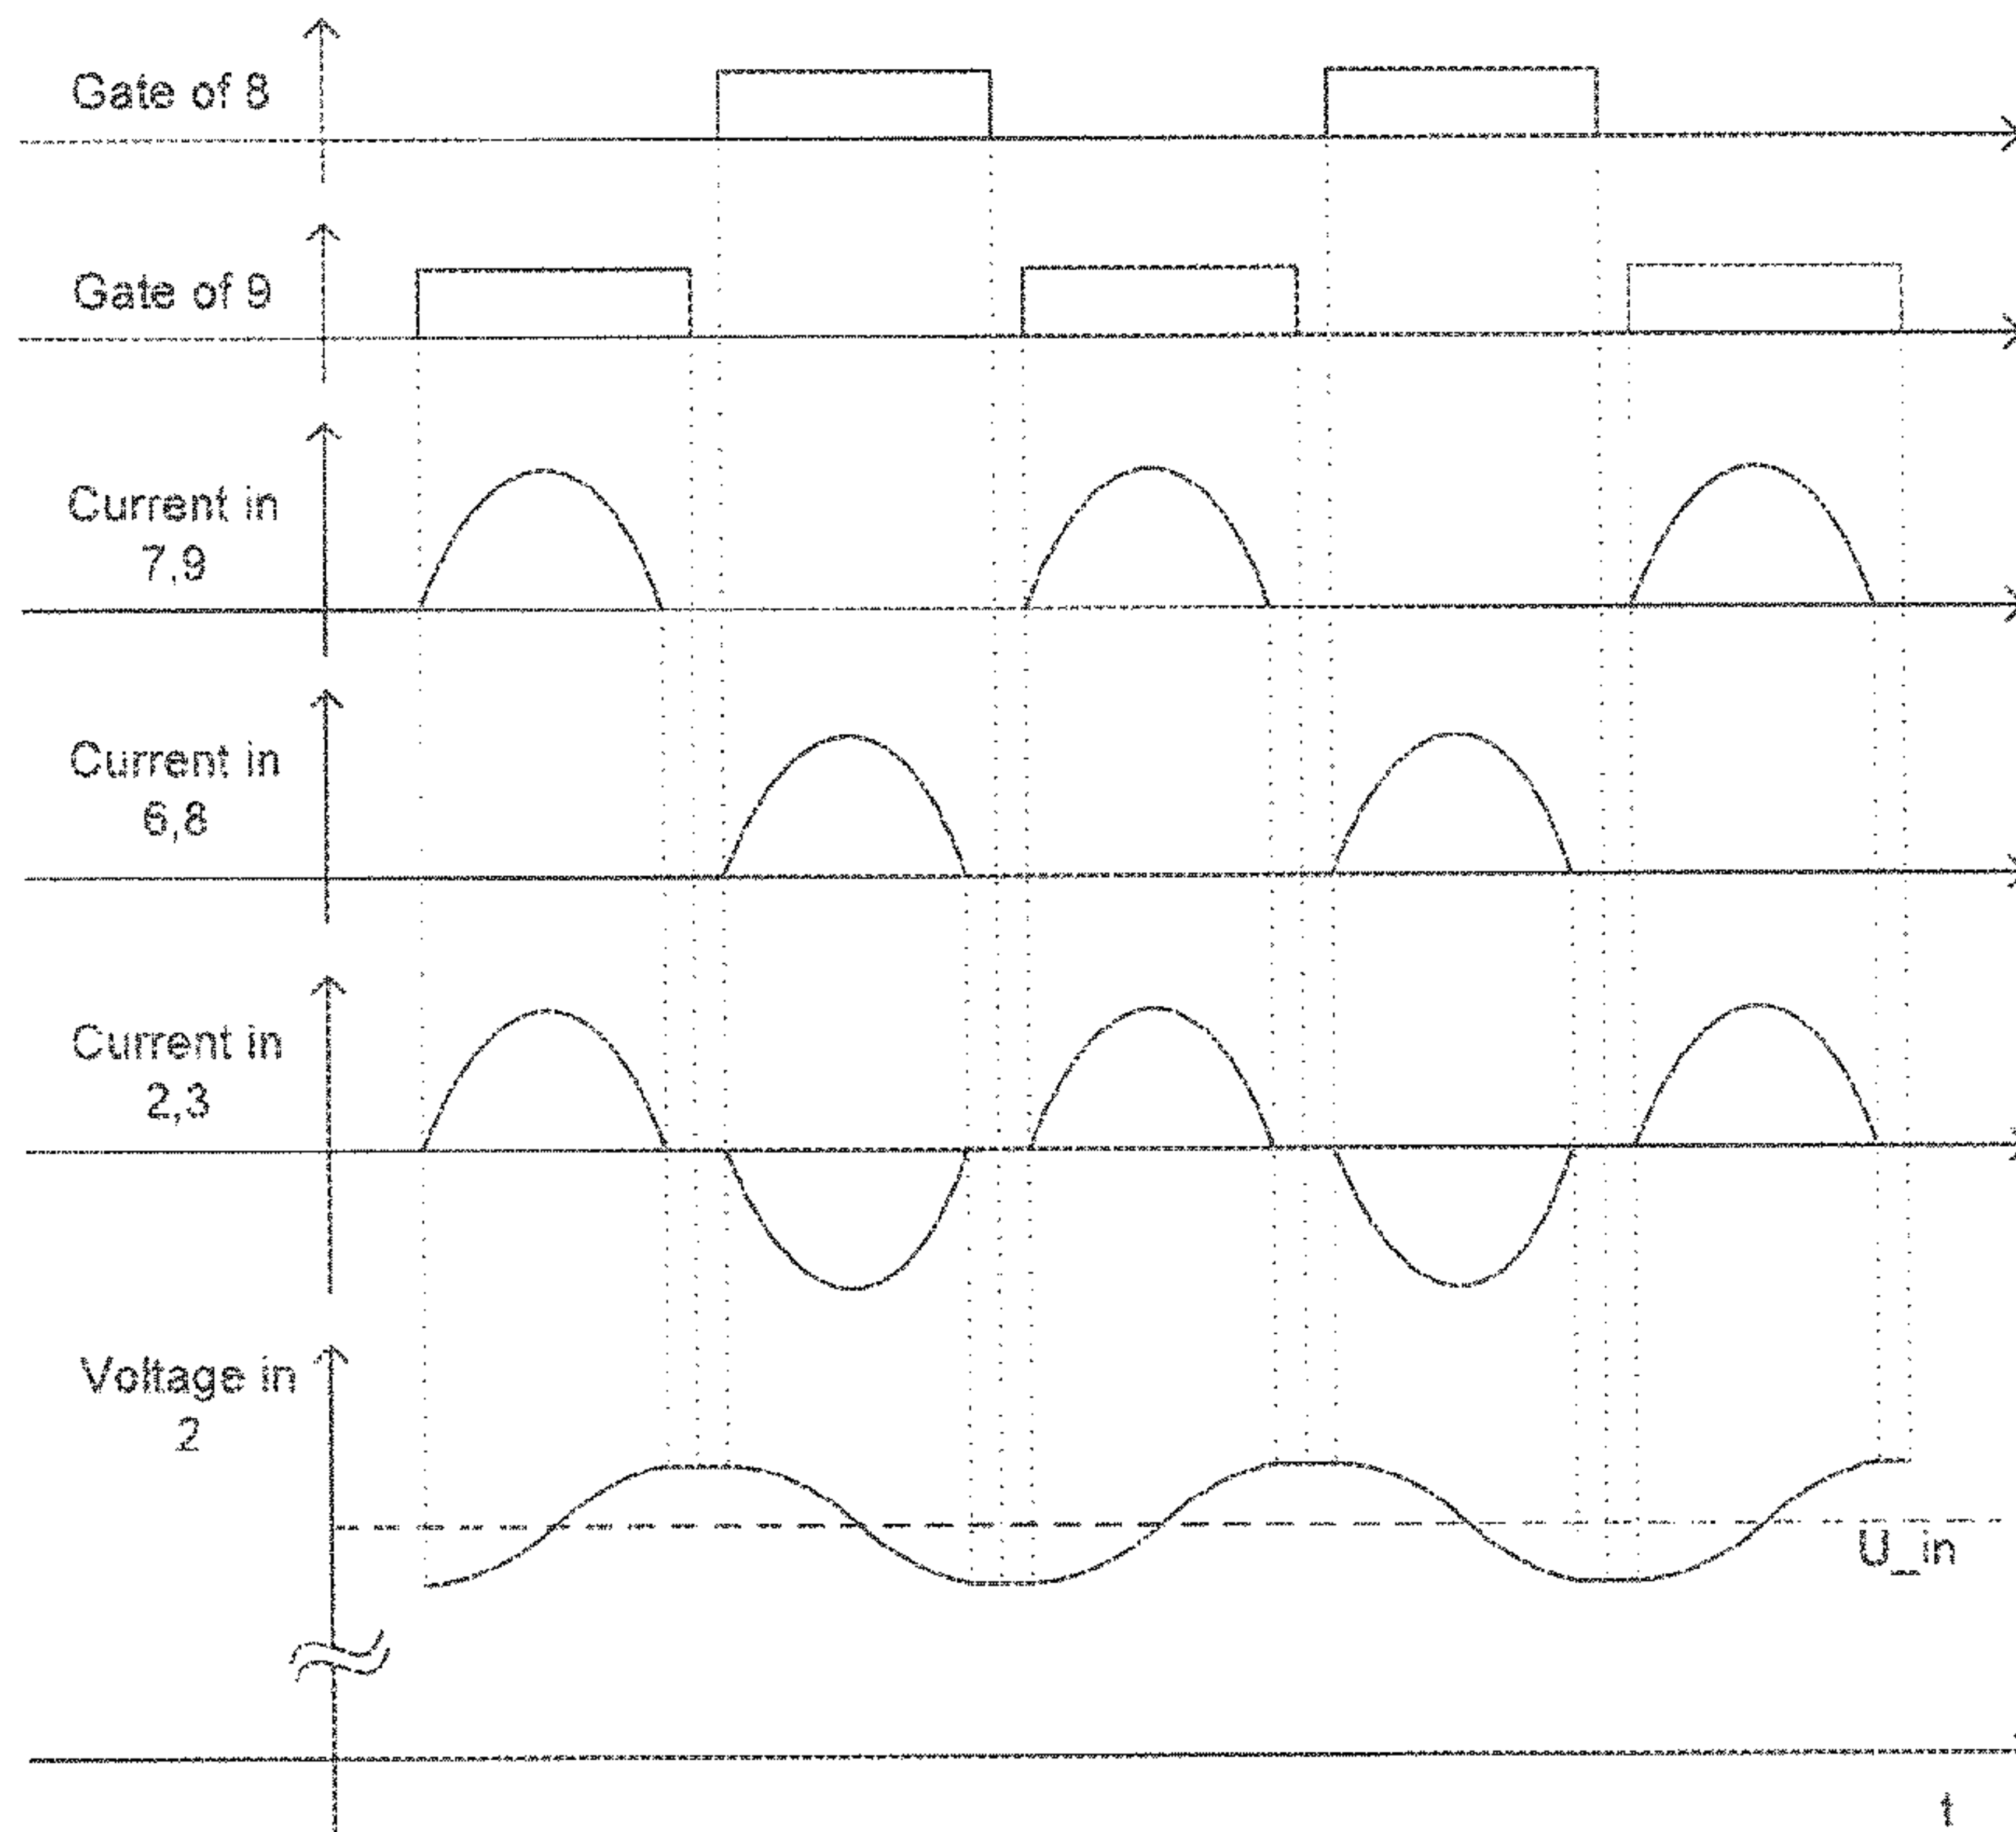 Gate of 8
Gate of 9
Current in
7,9
Current in
6,8
Current in
2,3
Voltage in
2
U_in
t